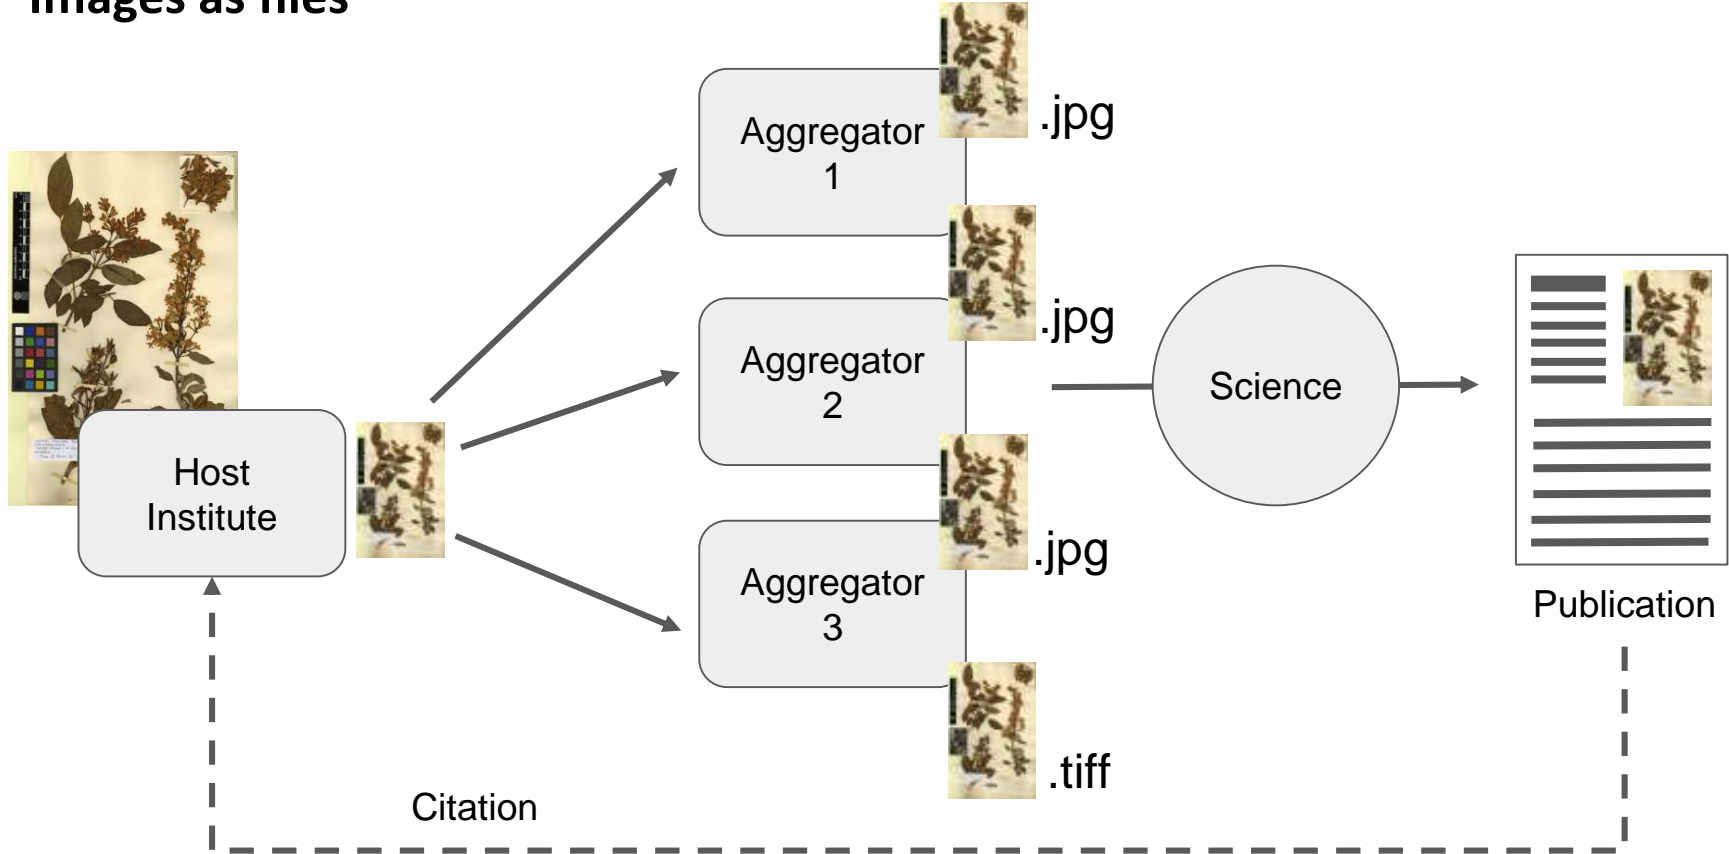 Images as files
Aggregator
1
.jpg
.jpg
Aggregator
2
Science
Host
Institute
.jpg
Aggregator
3
Publication
.tiff
Citation